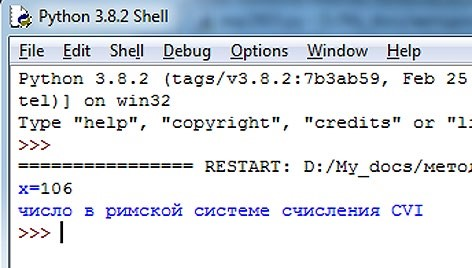 Python 3.8.2 Shell
File Edit Shell Debug Options Window Help
Python 3.8.2 (tags/v3.8.2:7b3ab59, Feb 25
tel)] on win32
Type "help", "copyright", "credits" or "li
>>>
================ RESTART: D:/My_docs/метод
x=106
число в римской системе счисления CVI
>>>